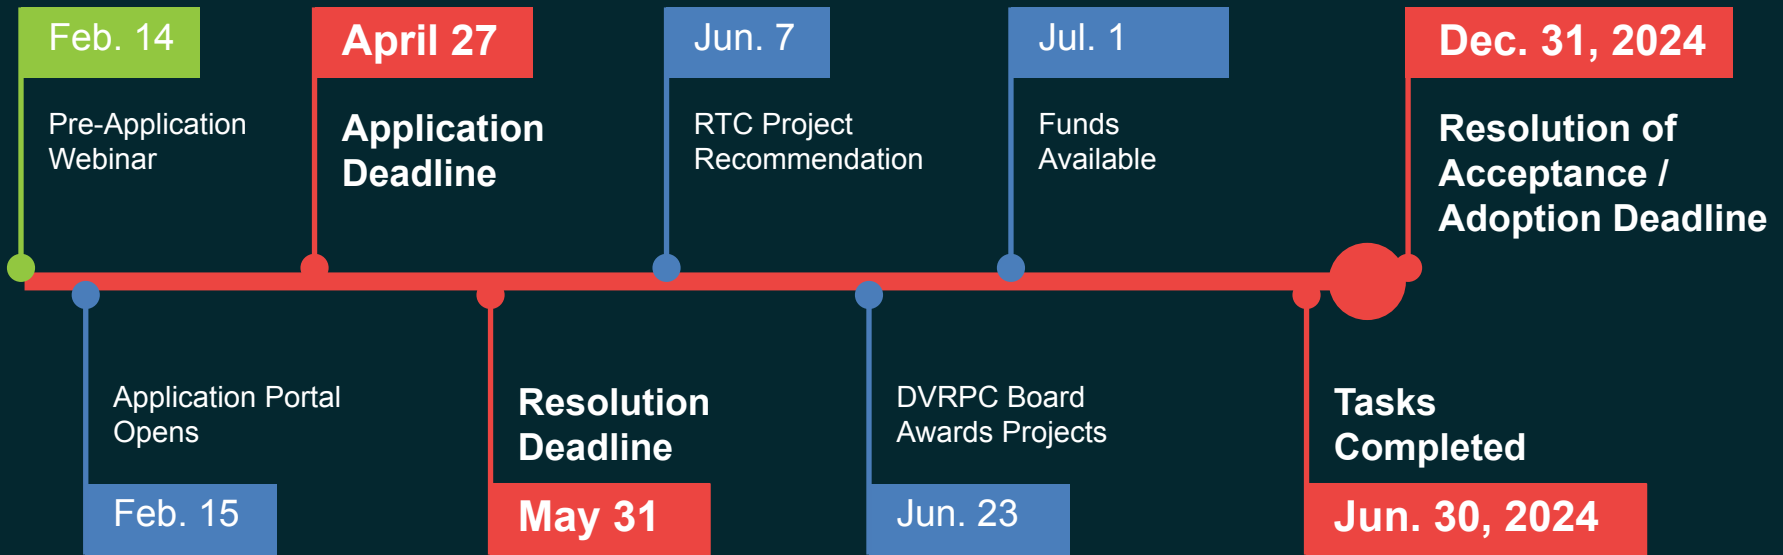 Feb. 14
Pre-Application
Webinar
April 27
Application
Deadline
Jun. 7
RTC Project
Recommendation
Jul. 1
Funds
Available
Dec. 31, 2024
Resolution of
Acceptance /
Adoption Deadline
Application Portal
Opens
Feb. 15
Resolution
Deadline
May 31
DVRPC Board
Awards Projects
Jun. 23
Tasks
Completed
Jun. 30, 2024